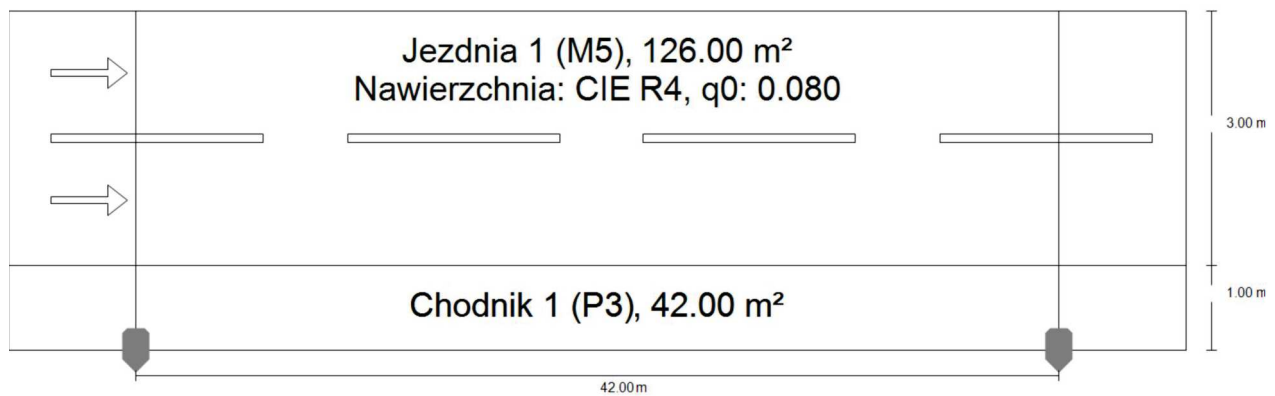 Jezdnia 1 (M5), 126.00 m²
Nawierzchnia: CIE R4, q0: 0.080
3.00 m
Chodnik 1 (P3), 42.00 m²
1.00 m
42.00 m